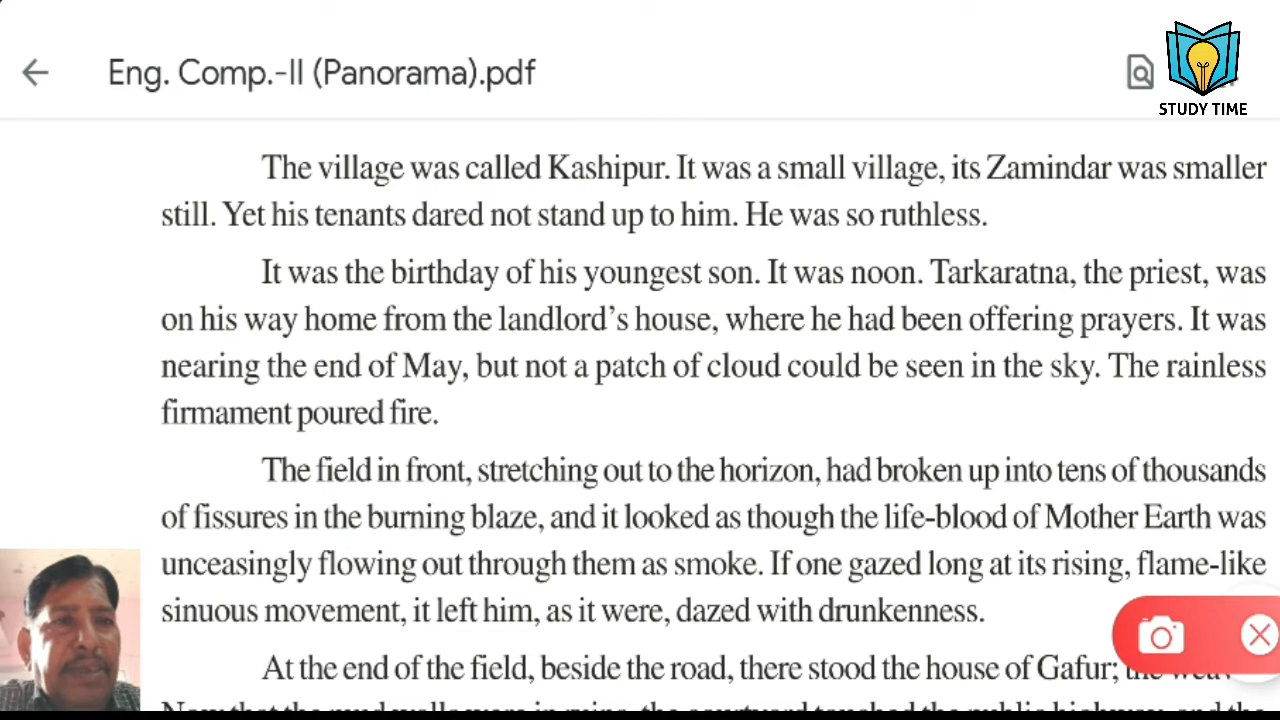 Eng. Comp.-II (Panorama).pdf
STUDY TIME
The village was called Kashipur. It was a small village, its Zamindar was smaller
still. Yet his tenants dared not stand up to him. He was so ruthless.
It was the birthday of his youngest son. It was noon. Tarkaratna, the priest, was
on his way home from the landlord's house, where he had been offering prayers. It was
nearing the end of May, but not a patch of cloud could be seen in the sky. The rainless
firmament poured fire.
The field in front, stretching out to the horizon, had broken up into tens of thousands
of fissures in the burning blaze, and it looked as though the life-blood of Mother Earth was
unceasingly flowing out through them as smoke. If one gazed long at its rising, flame-like
sinuous movement, it left him, as it were, dazed with drunkenness.
At the end of the field, beside the road, there stood the house of Gafur;